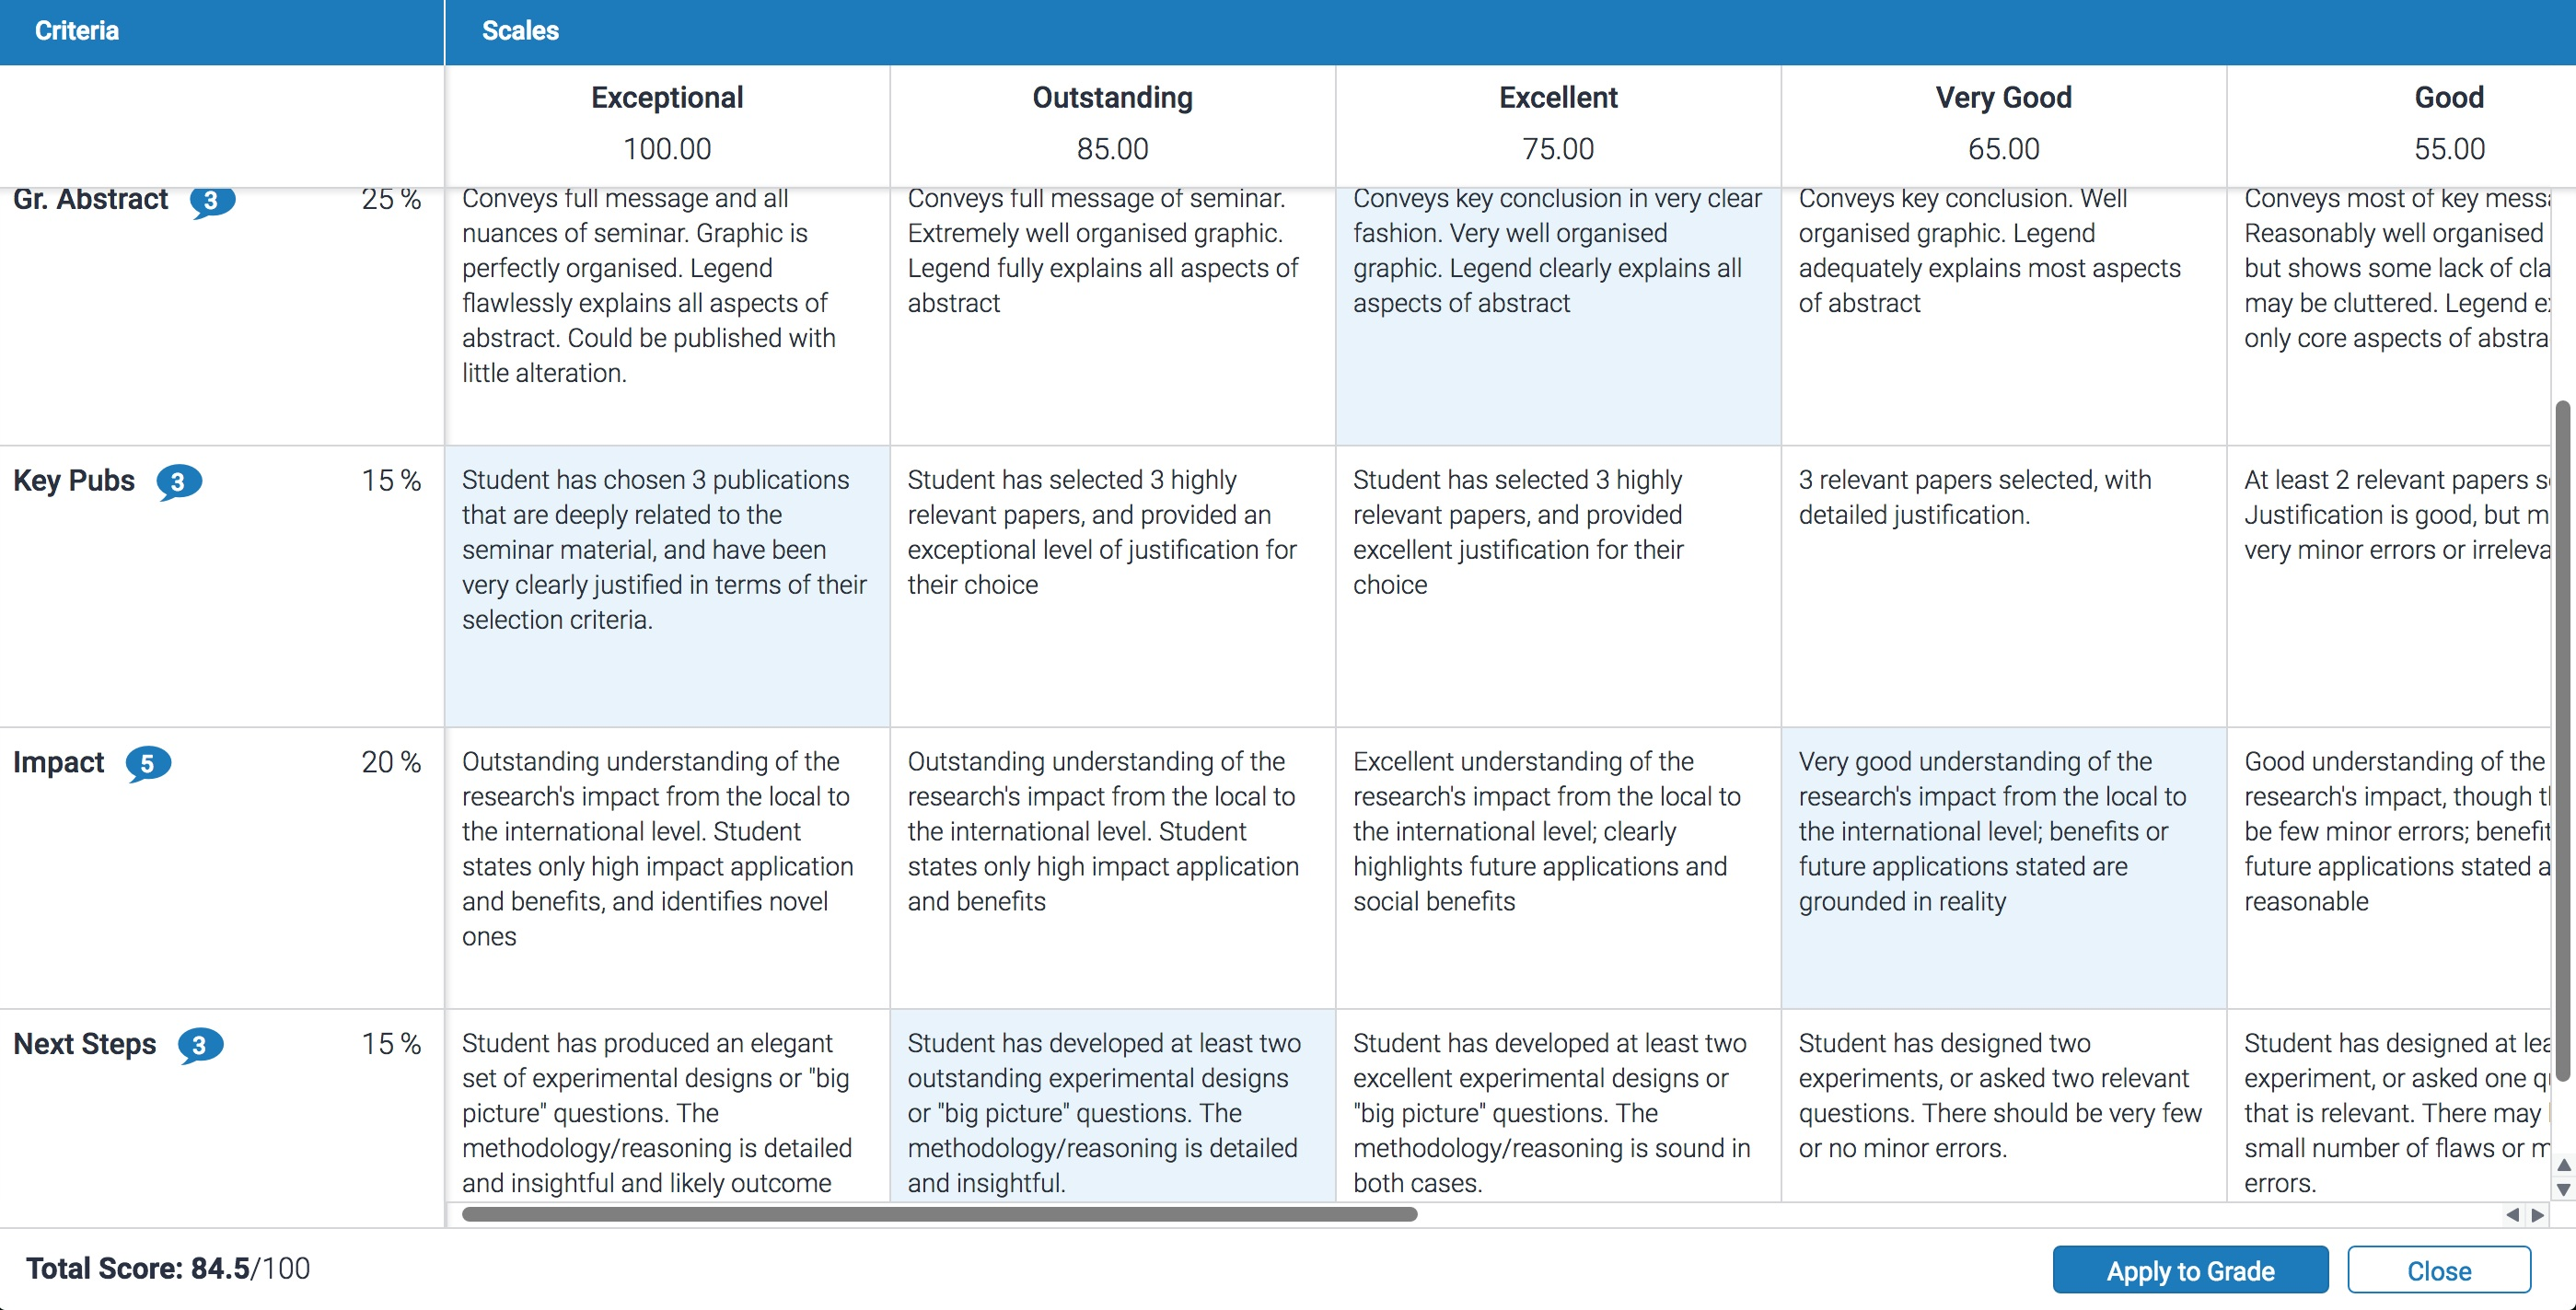 Criteria
Scales
Exceptional
Outstanding
Excellent
Very Good
Good
100.00
85.00
75.00
65.00
55.00
Gr. Abstract
3
25 %
Conveys full message and all
nuances of seminar. Graphic is
perfectly organised. Legend
flawlessly explains all aspects of
abstract. Could be published with
little alteration.
Conveys full message of seminar.
Extremely well organised graphic.
Legend fully explains all aspects of
abstract
Conveys key conclusion in very clear
fashion. Very well organised
graphic. Legend clearly explains all
aspects of abstract
Conveys key conclusion. Well
organised graphic. Legend
adequately explains most aspects
of abstract
Conveys most of key
Reasonably well organised
but shows some lack of
may be cluttered. Legend
only core aspects of
Key Pubs
3
15 %
Student has chosen 3 publications
that are deeply related to the
seminar material, and have been
very clearly justified in terms of their
selection criteria.
Student has selected 3 highly
relevant papers, and provided an
exceptional level of justification for
their choice
Student has selected 3 highly
relevant papers, and provided
excellent justification for their
choice
3 relevant papers selected, with
detailed justification.
At least 2 relevant papers
Justification is good, but
very minor errors or
Impact
5
20 %
Outstanding understanding of the
research's impact from the local to
the international level. Student
states only high impact application
and benefits, and identifies novel
ones
Outstanding understanding of the
research's impact from the local to
the international level. Student
states only high impact application
and benefits
Excellent understanding of the
research's impact from the local to
the international level; clearly
highlights future applications and
social benefits
Very good understanding of the
research's impact from the local to
the international level; benefits or
future applications stated are
grounded in reality
Good understanding of the
research's impact, though
be few minor errors;
future applications stated
reasonable
Next Steps
3
15 %
Student has produced an elegant
set of experimental designs or "big
picture" questions. The
methodology/reasoning is detailed
and insightful and likely outcome
Student has developed at least two
outstanding experimental designs
or "big picture" questions. The
methodology/reasoning is detailed
and insightful.
Student has developed at least two
excellent experimental designs or
"big picture" questions. The
methodology/reasoning is sound in
both cases.
Student has designed two
experiments, or asked two relevant
questions. There should be very few
or no minor errors.
Student has designed at
experiment, or asked one
that is relevant. There may
small number of flaws or
errors.
Total Score: 84.5/100
Apply to Grade
Close